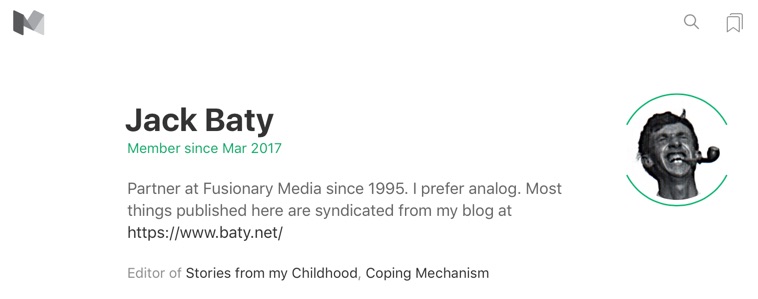 Jack Baty
Member since Mar 2017
Partner at Fusionary Media since 1995. I prefer analog. Most
things published here are syndicated from my blog at
https://www.baty.net/
Editor of Stories from my Childhood, Coping Mechanism